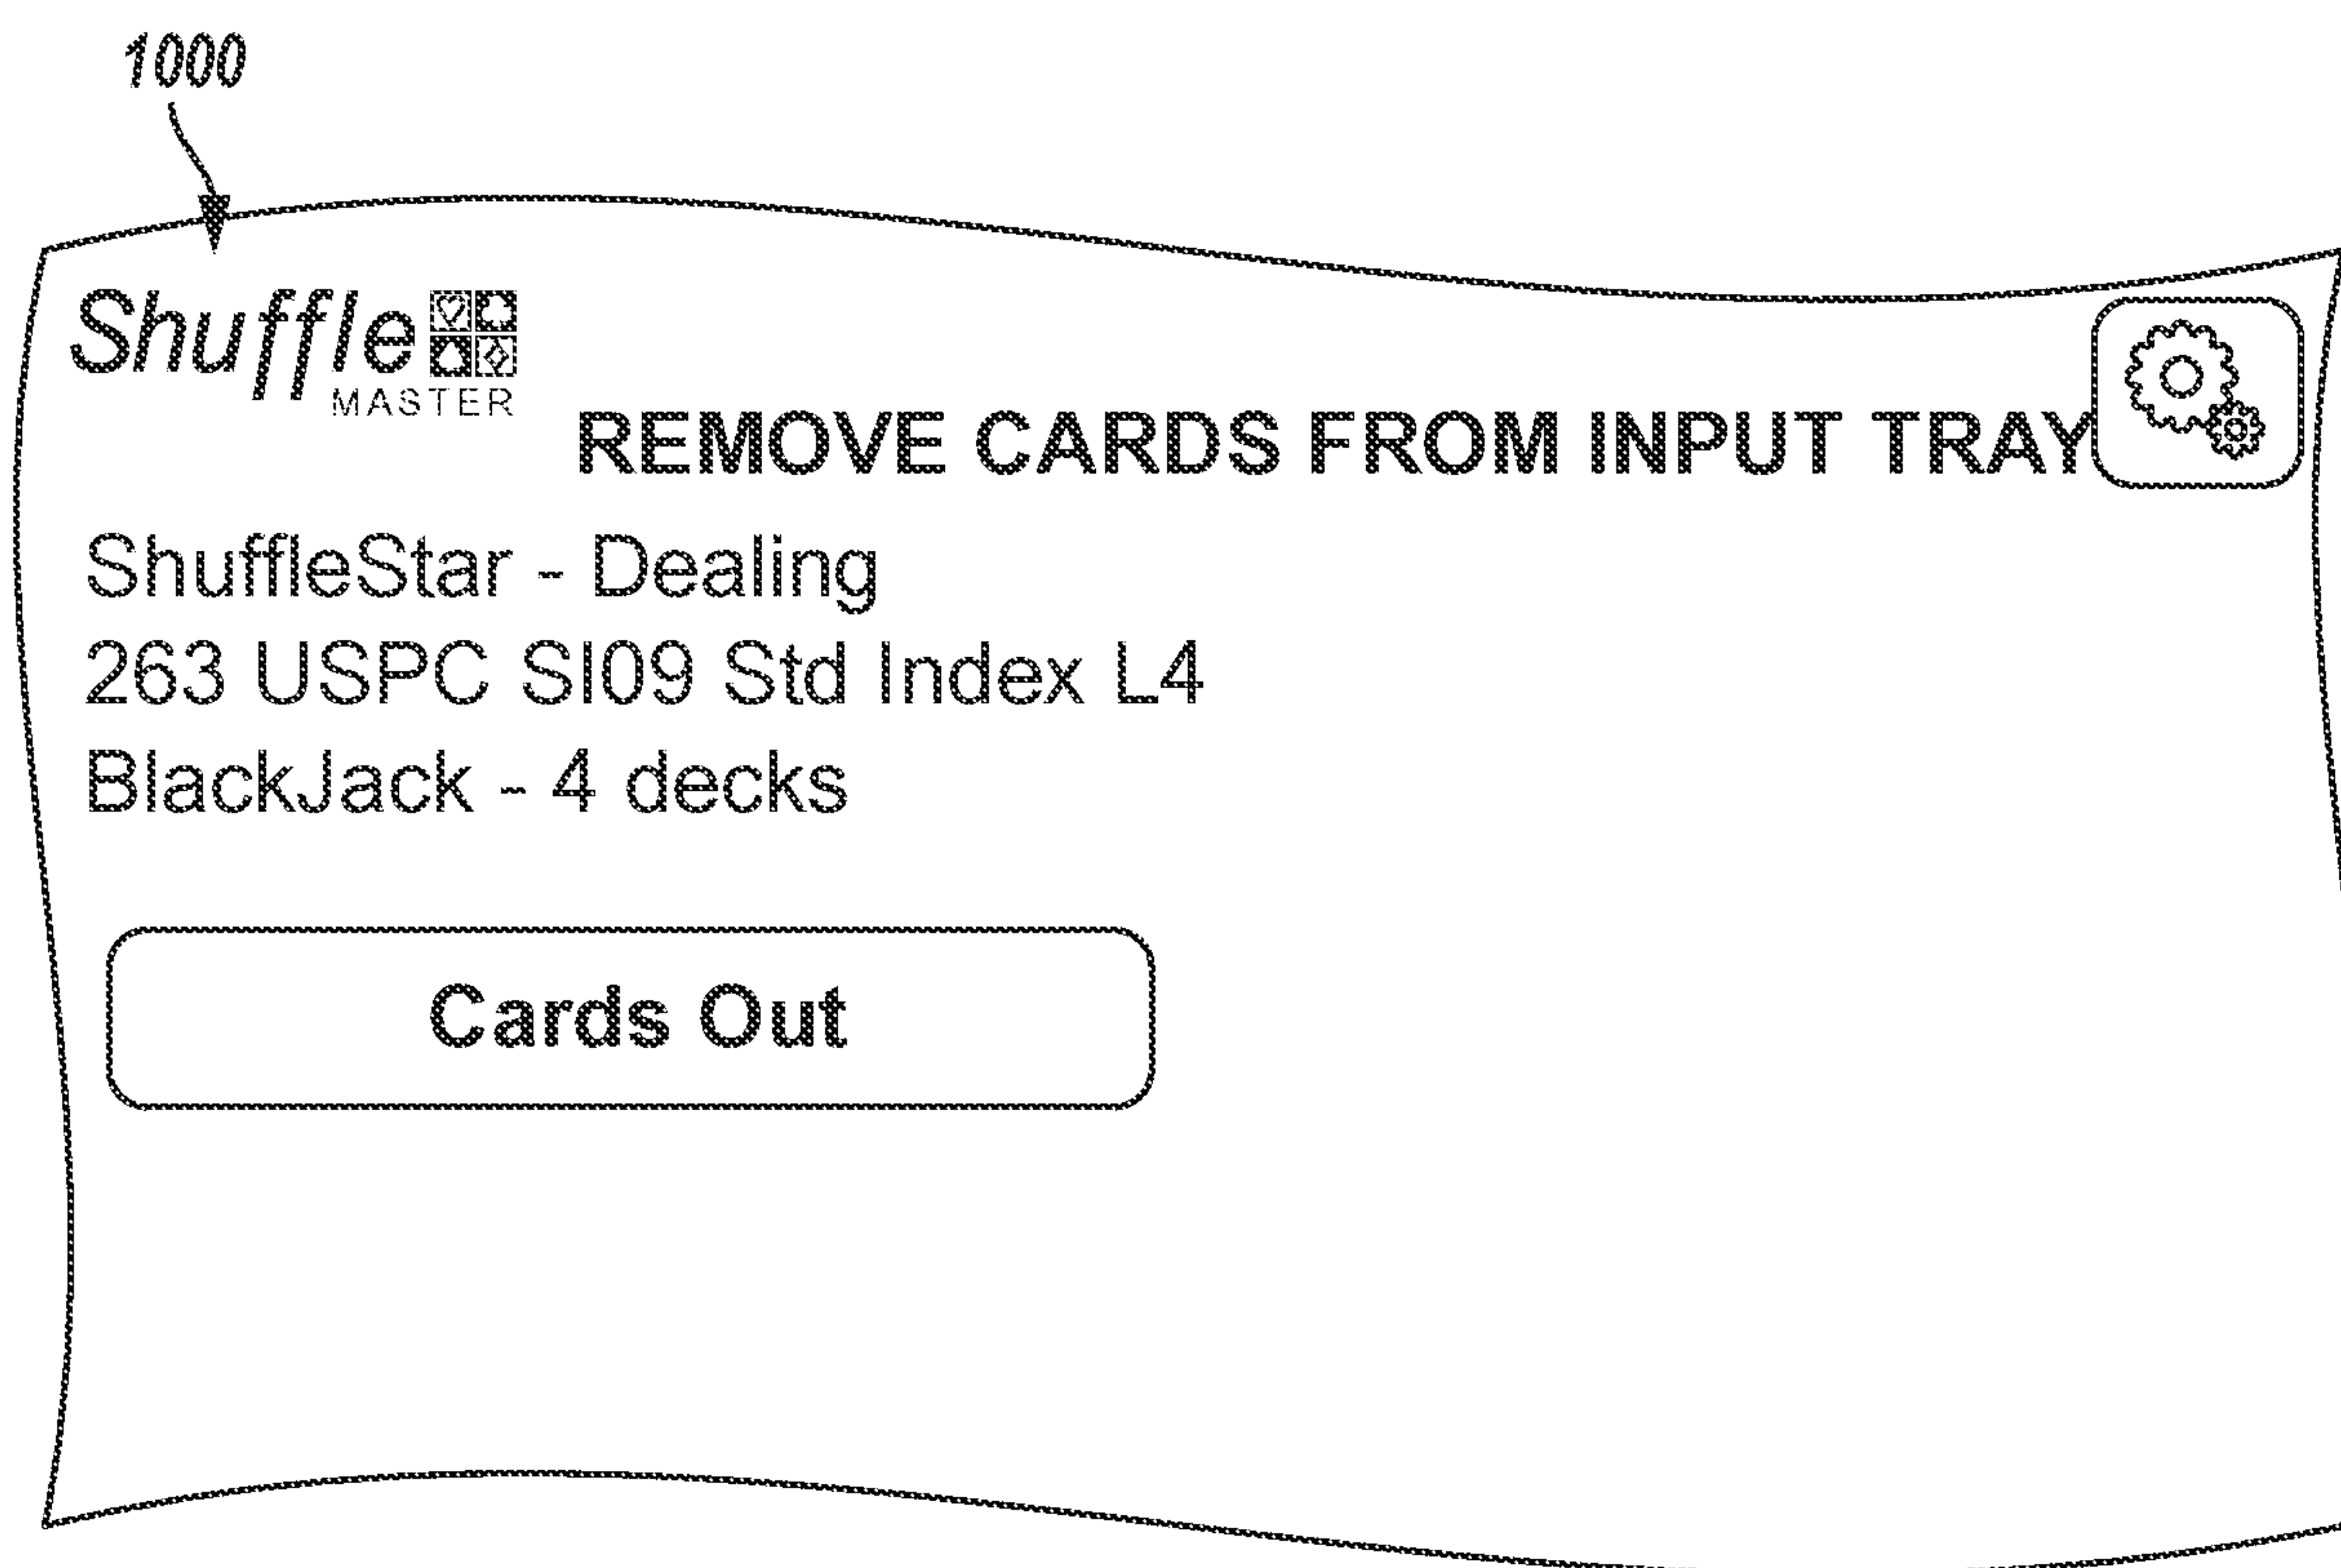 1000
Shuffle
MASTER
REMOVE CARDS FROM INPUT TRAY
ShuffleStar - Dealing
263 USPC SI09 Std Index L4
BlackJack - 4 decks
Cards Out